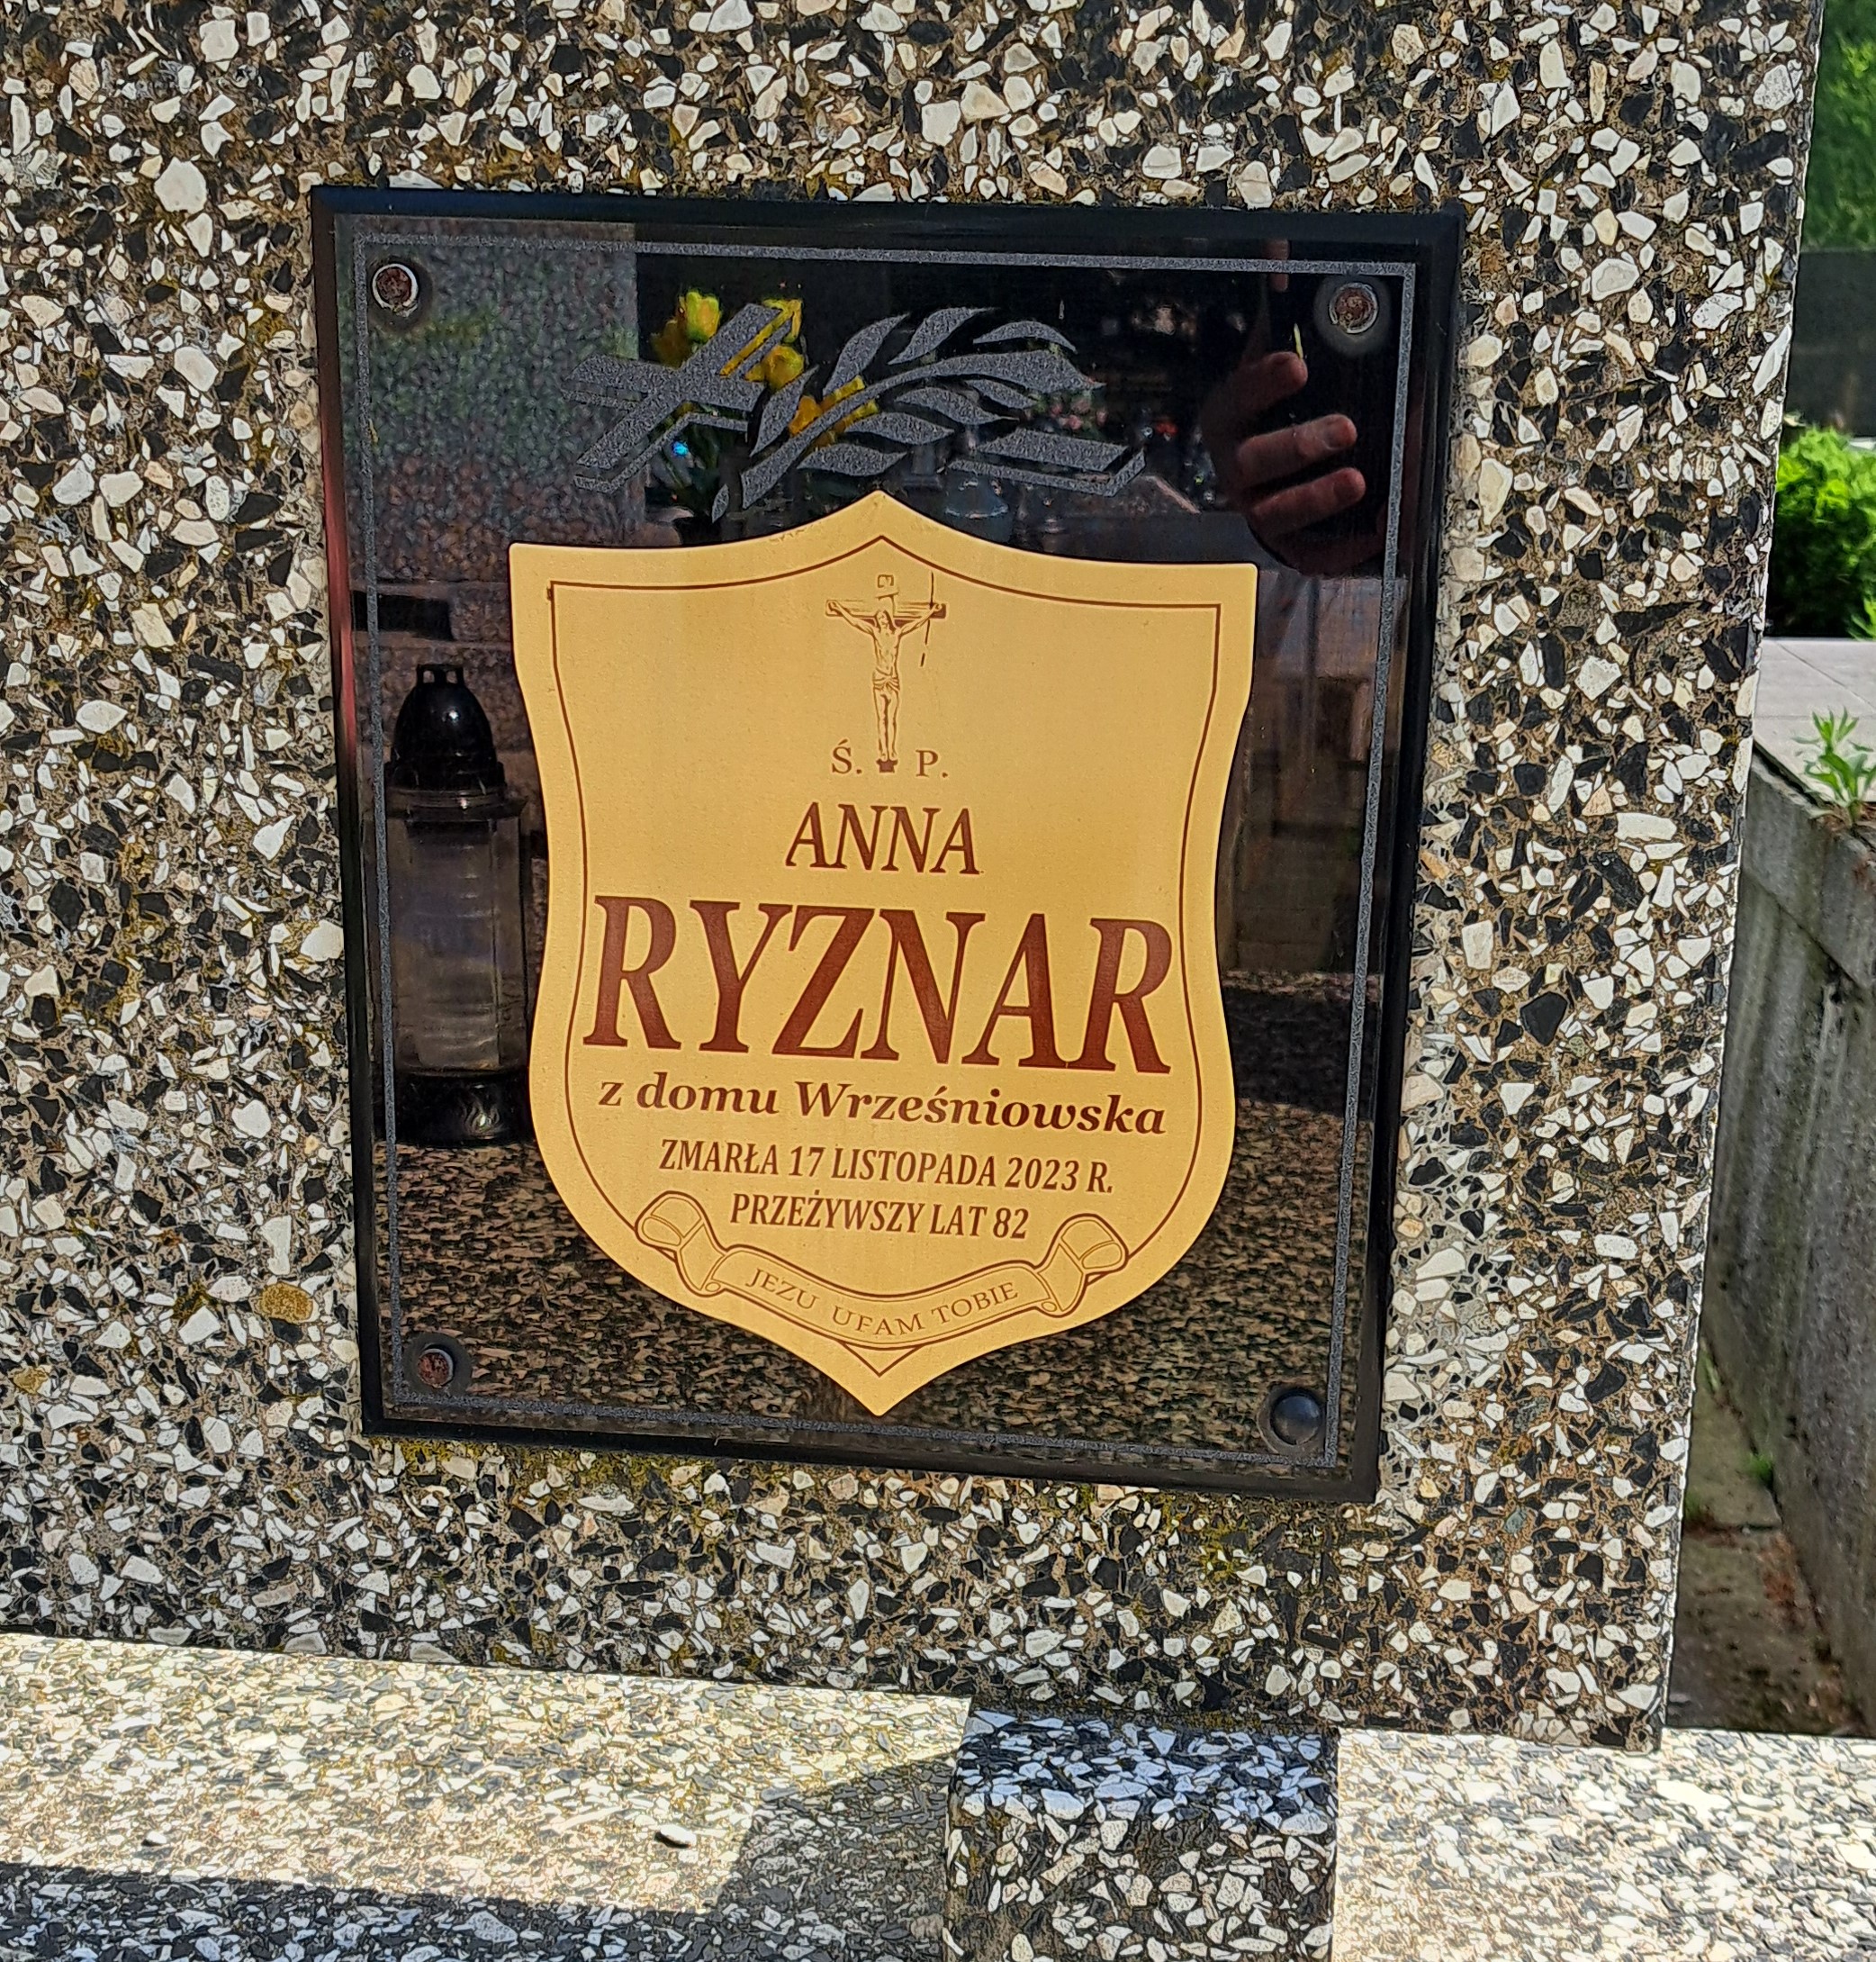 Ś. P.
ANNA
RYZNAR
z domu Wrześniowska
ZMARŁA 17 LISTOPADA 2023 R.
PRZEŻYWSZY LAT 82
JEZU UFAM TOBIE